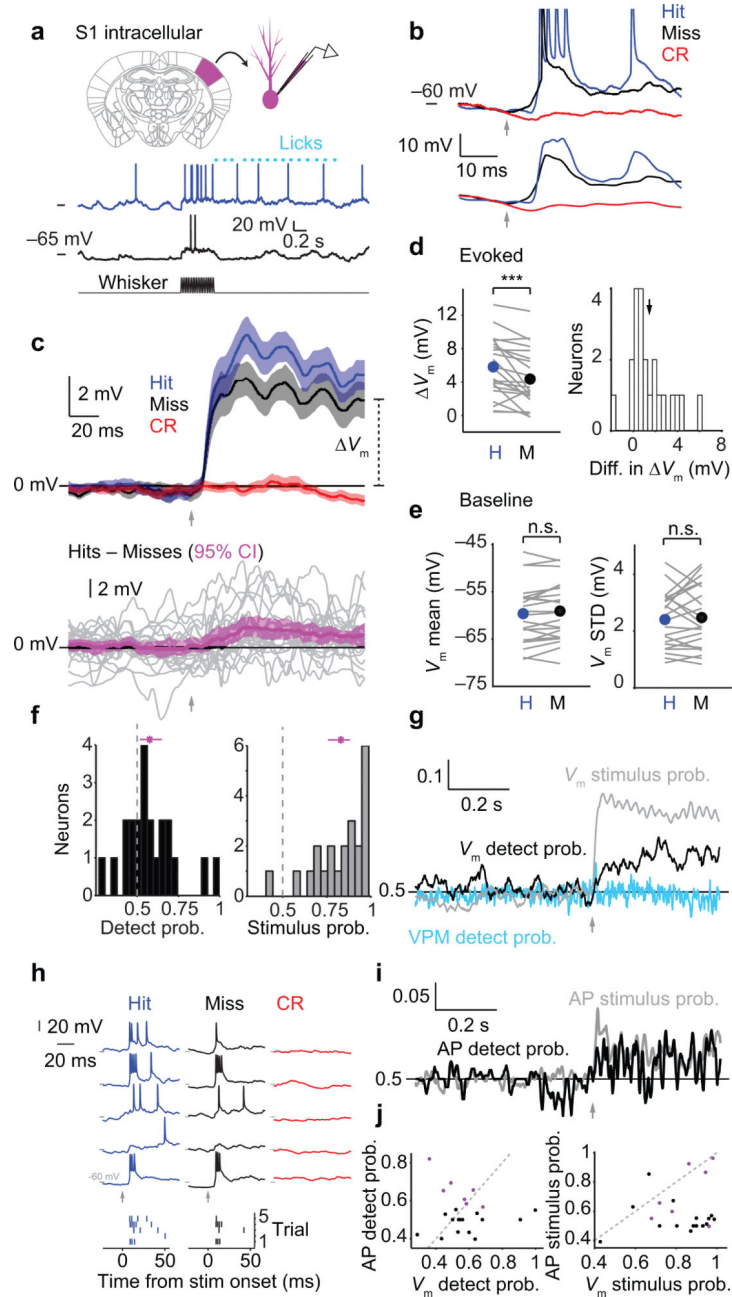 a
S1 intracellular
Licks
20 mV
0.2 s
–65 mV
Whisker
b
Hit
Miss
CR
–60 mV
10 mV
10 ms
c
2 mV
20 ms
Hit
Miss
CR
ΔVm
0 mV
Hits – Misses (95% CI)
2 mV
0 mV
d
Evoked
***
12
8
4
0
ΔVm (mV)
H M
4
2
0
Neurons
0 4 8
Diff. in ΔVm (mV)
e
Baseline
n.s.
–45
–55
–65
–75
Vm mean (mV)
H M
n.s.
4
2
0
Vm STD (mV)
H M
f
4
3
2
1
0
Neurons
0.5 0.75 1
Detect prob.
6
4
2
0
0.5 0.75 1
Stimulus prob.
g
0.1
0.2 s
Vm stimulus prob.
Vm detect prob.
0.5
VPM detect prob.
h
Hit Miss CR
20 mV
20 ms
-60 mV
5
Trial
1
0 50 0 50
Time from stim onset (ms)
i
0.05
0.2 s
AP stimulus prob.
AP detect prob.
0.5
j
0.8
0.6
0.4
AP detect prob.
0.4 0.6 0.8 1
Vm detect prob.
1
0.8
0.6
0.4
AP stimulus prob.
0.4 0.6 0.8 1
Vm stimulus prob.